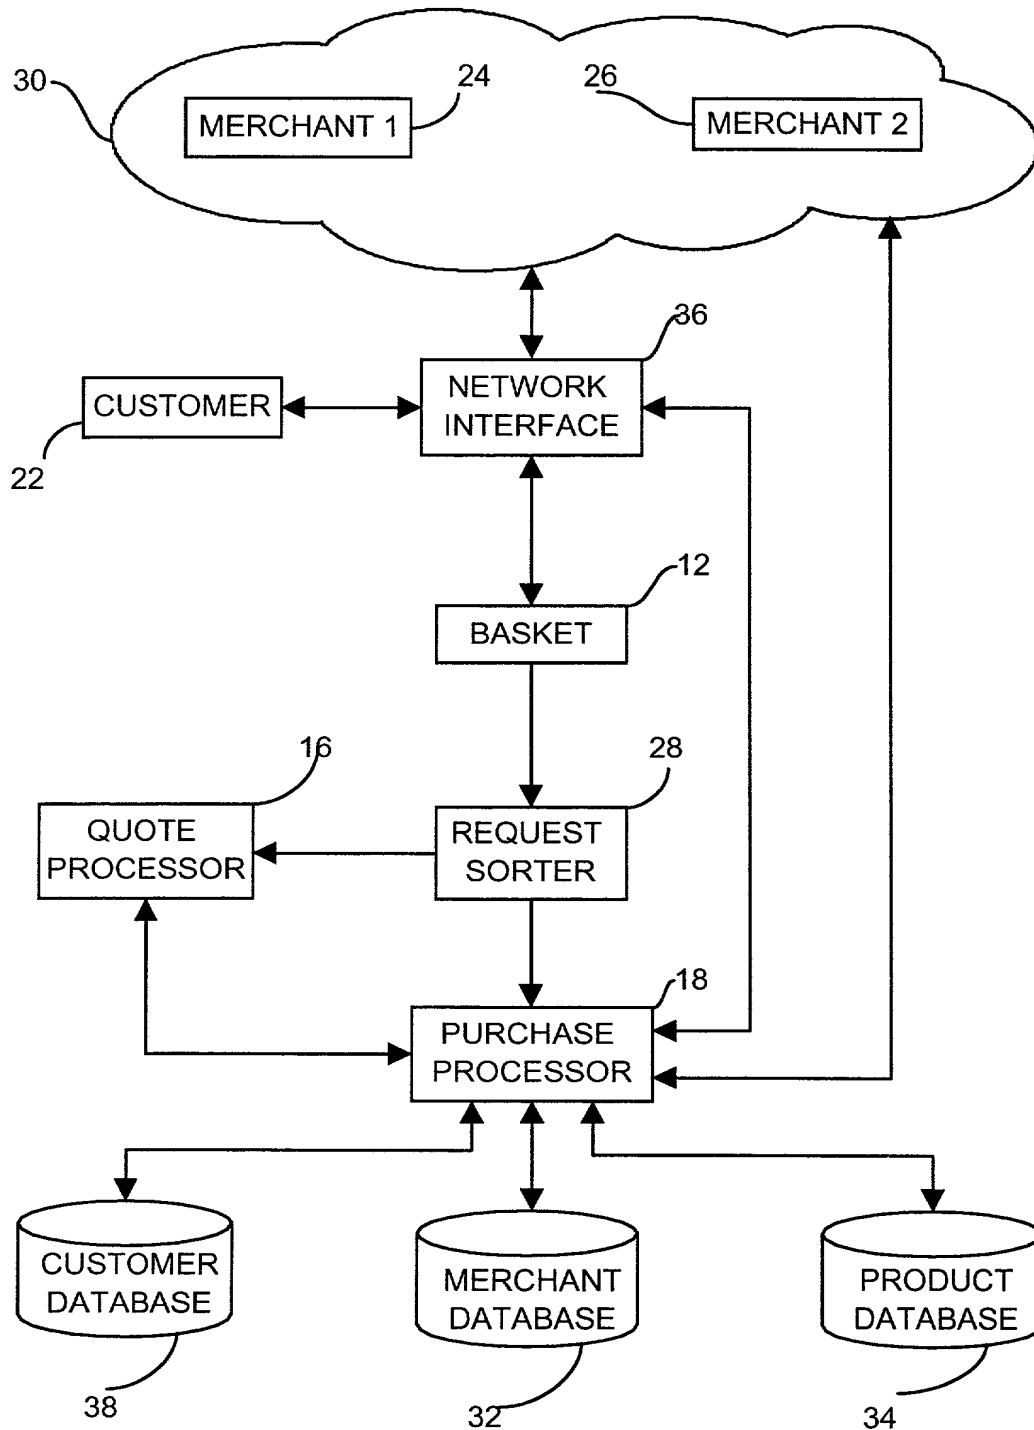 30
24
26
MERCHANT 1
MERCHANT 2
36
NETWORK
INTERFACE
CUSTOMER
22
12
BASKET
16
28
QUOTE
PROCESSOR
REQUEST
SORTER
18
PURCHASE
PROCESSOR
CUSTOMER
DATABASE
MERCHANT
DATABASE
PRODUCT
DATABASE
38
32
34